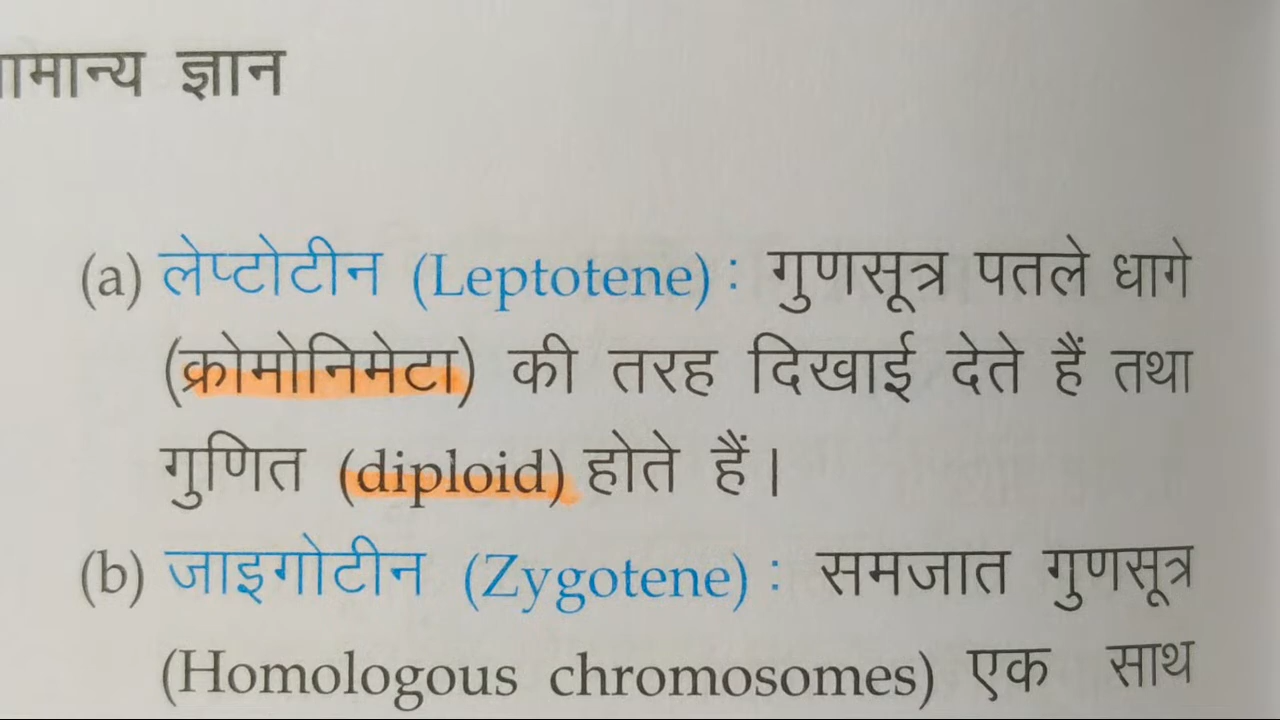 ामान्य ज्ञान
(a) लेप्टोटीन (Leptotene) : गुणसूत्र पतले धागे
(क्रोमोनिमेटा) की तरह दिखाई देते हैं तथा
गुणित (diploid) होते हैं।
(b) जाइगोटीन (Zygotene) : समजात गुणसूत्र
(Homologous chromosomes) एक साथ